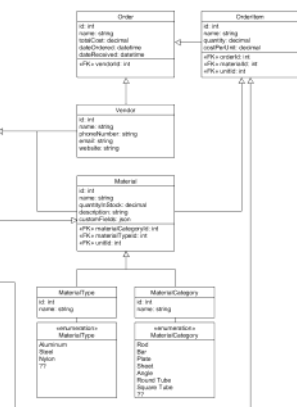 Order
id: int
name: string
totalCost: decimal
dateOrdered: datetime
dateReceived: datetime
«FK» vendorId: int
OrderItem
id: int
name: string
quantity: decimal
costPerUnit: decimal
«FK» orderId: int
«FK» materialId: int
«FK» unitId: int
Vendor
id: int
name: string
phoneNumber: string
email: string
website: string
Material
id: int
name: string
quantityInStock: decimal
description: string
customFields: json
«FK» materialCategoryId: int
«FK» materialTypeId: int
«FK» unitId: int
MaterialType
id: int
name: string
«enumeration»
MaterialType
Aluminum
Steel
Nylon
??
MaterialCategory
id: int
name: string
«enumeration»
MaterialCategory
Rod
Bar
Plate
Sheet
Angle
Round Tube
Square Tube
??